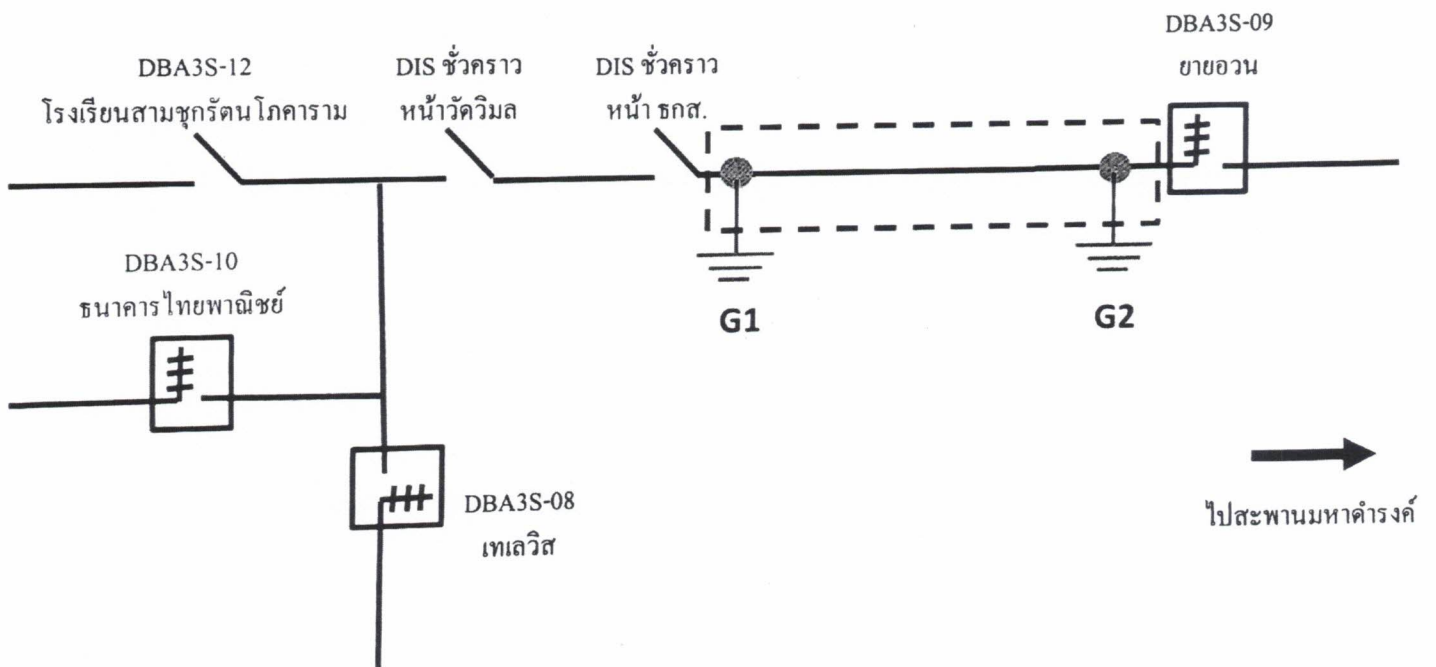 DBA3S-09
ยายอวน
DBA3S-12
โรงเรียนสามชุกรัตนโภคาราม
DIS ชั่วคราว
หน้าวัดวิมล
DIS ชั่วคราว
หน้า ธกส.
DBA3S-10
ธนาคารไทยพาณิชย์
G1
G2
DBA3S-08
เทเลวิส
ไปสะพานมหาดำรงค์